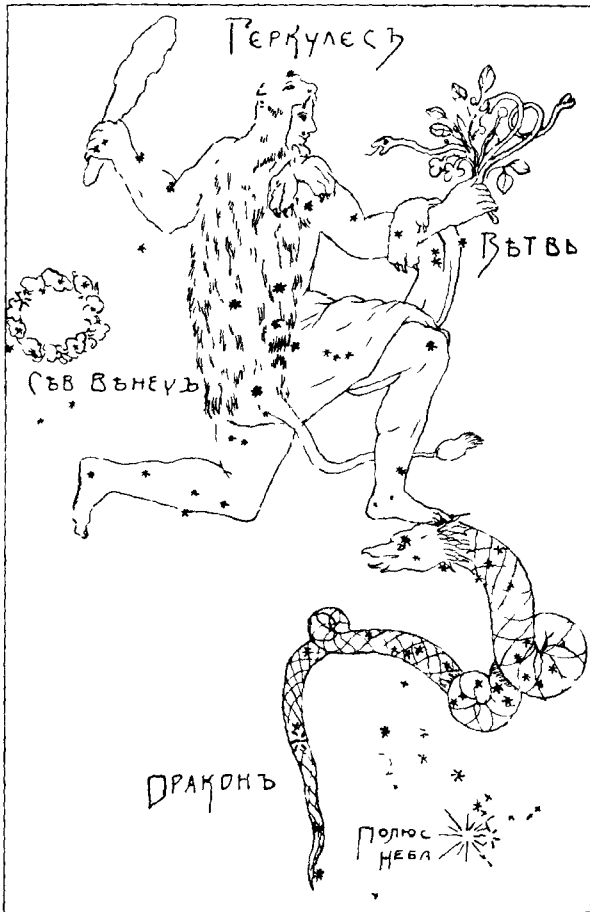 Геркулесъ
Вѣтвь
Сѣв Вѣнецъ
Драконъ
Полюс
Неба